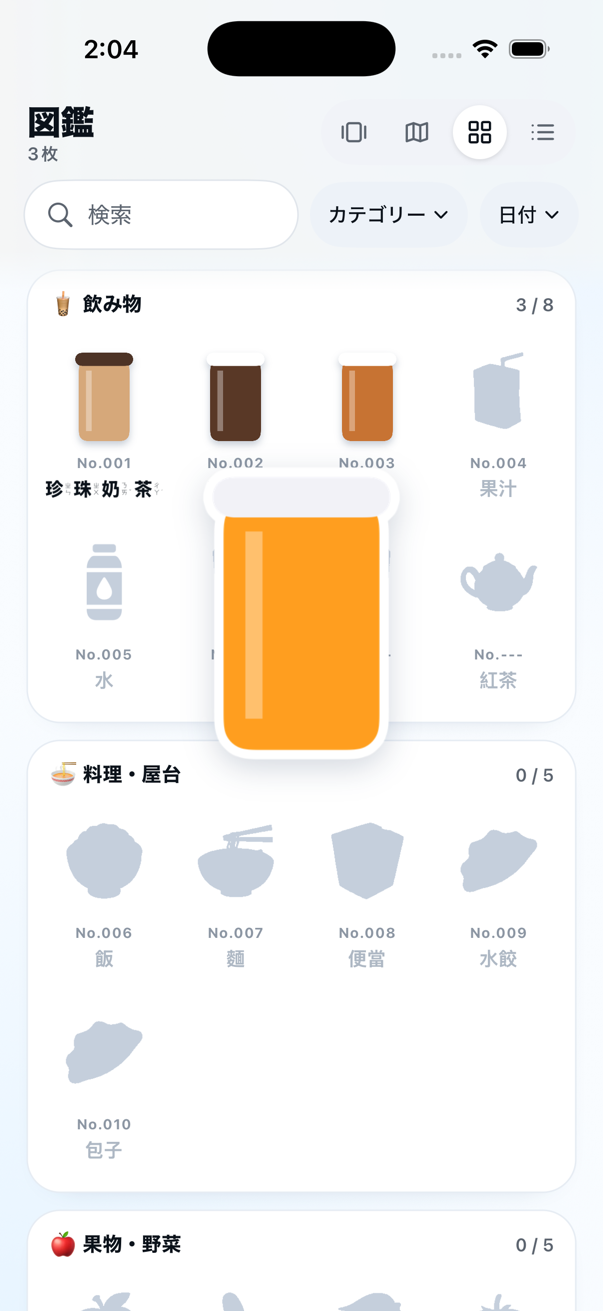 2:04
図鑑
3枚
検索
カテゴリー
日付
飲み物
3 / 8
No.001
No.002
No.003
No.004
珍珠奶茶
果汁
No.005
No.---
水
紅茶
料理・屋台
0 / 5
No.006
No.007
No.008
No.009
飯
麵
便當
水餃
No.010
包子
果物・野菜
0 / 5